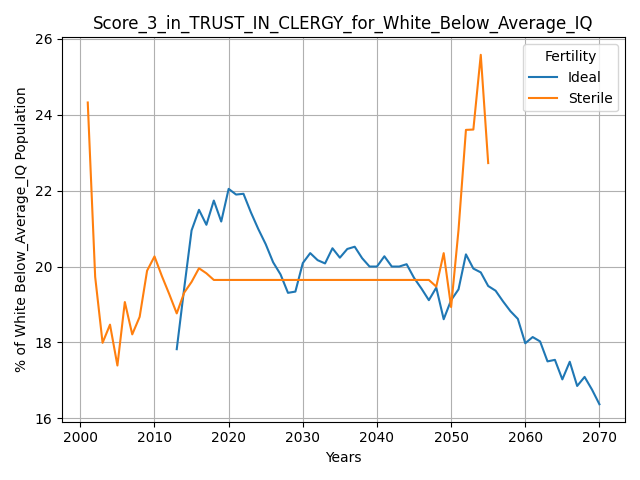 Score_3_in_TRUST_IN_CLERGY_for_White_Below_Average_IQ
26
24
22
20
18
16
% of White Below_Average_IQ Population
Fertility
Ideal
Sterile
2000 2010 2020 2030 2040 2050 2060 2070
Years